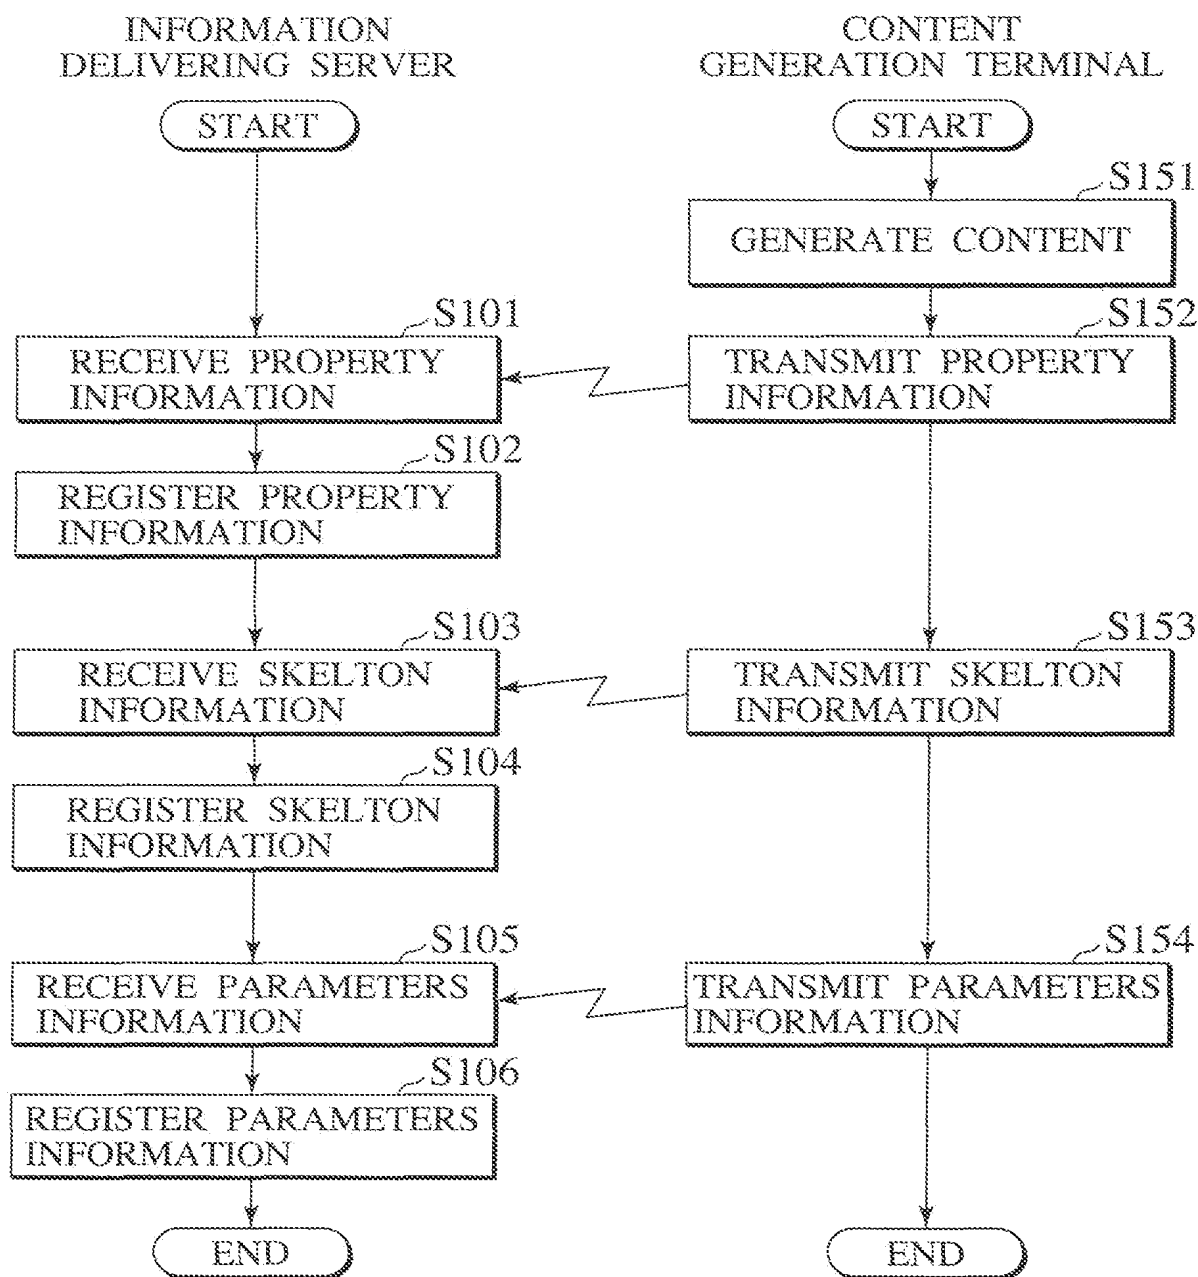 INFORMATION
DELIVERING SERVER
START
S101
RECEIVE PROPERTY
INFORMATION
S102
REGISTER PROPERTY
INFORMATION
S103
RECEIVE SKELTON
INFORMATION
S104
REGISTER SKELTON
INFORMATION
S105
RECEIVE PARAMETERS
INFORMATION
S106
REGISTER PARAMETERS
INFORMATION
END
CONTENT
GENERATION TERMINAL
START
S151
GENERATE CONTENT
S152
TRANSMIT PROPERTY
INFORMATION
S153
TRANSMIT SKELTON
INFORMATION
S154
TRANSMIT PARAMETERS
INFORMATION
END